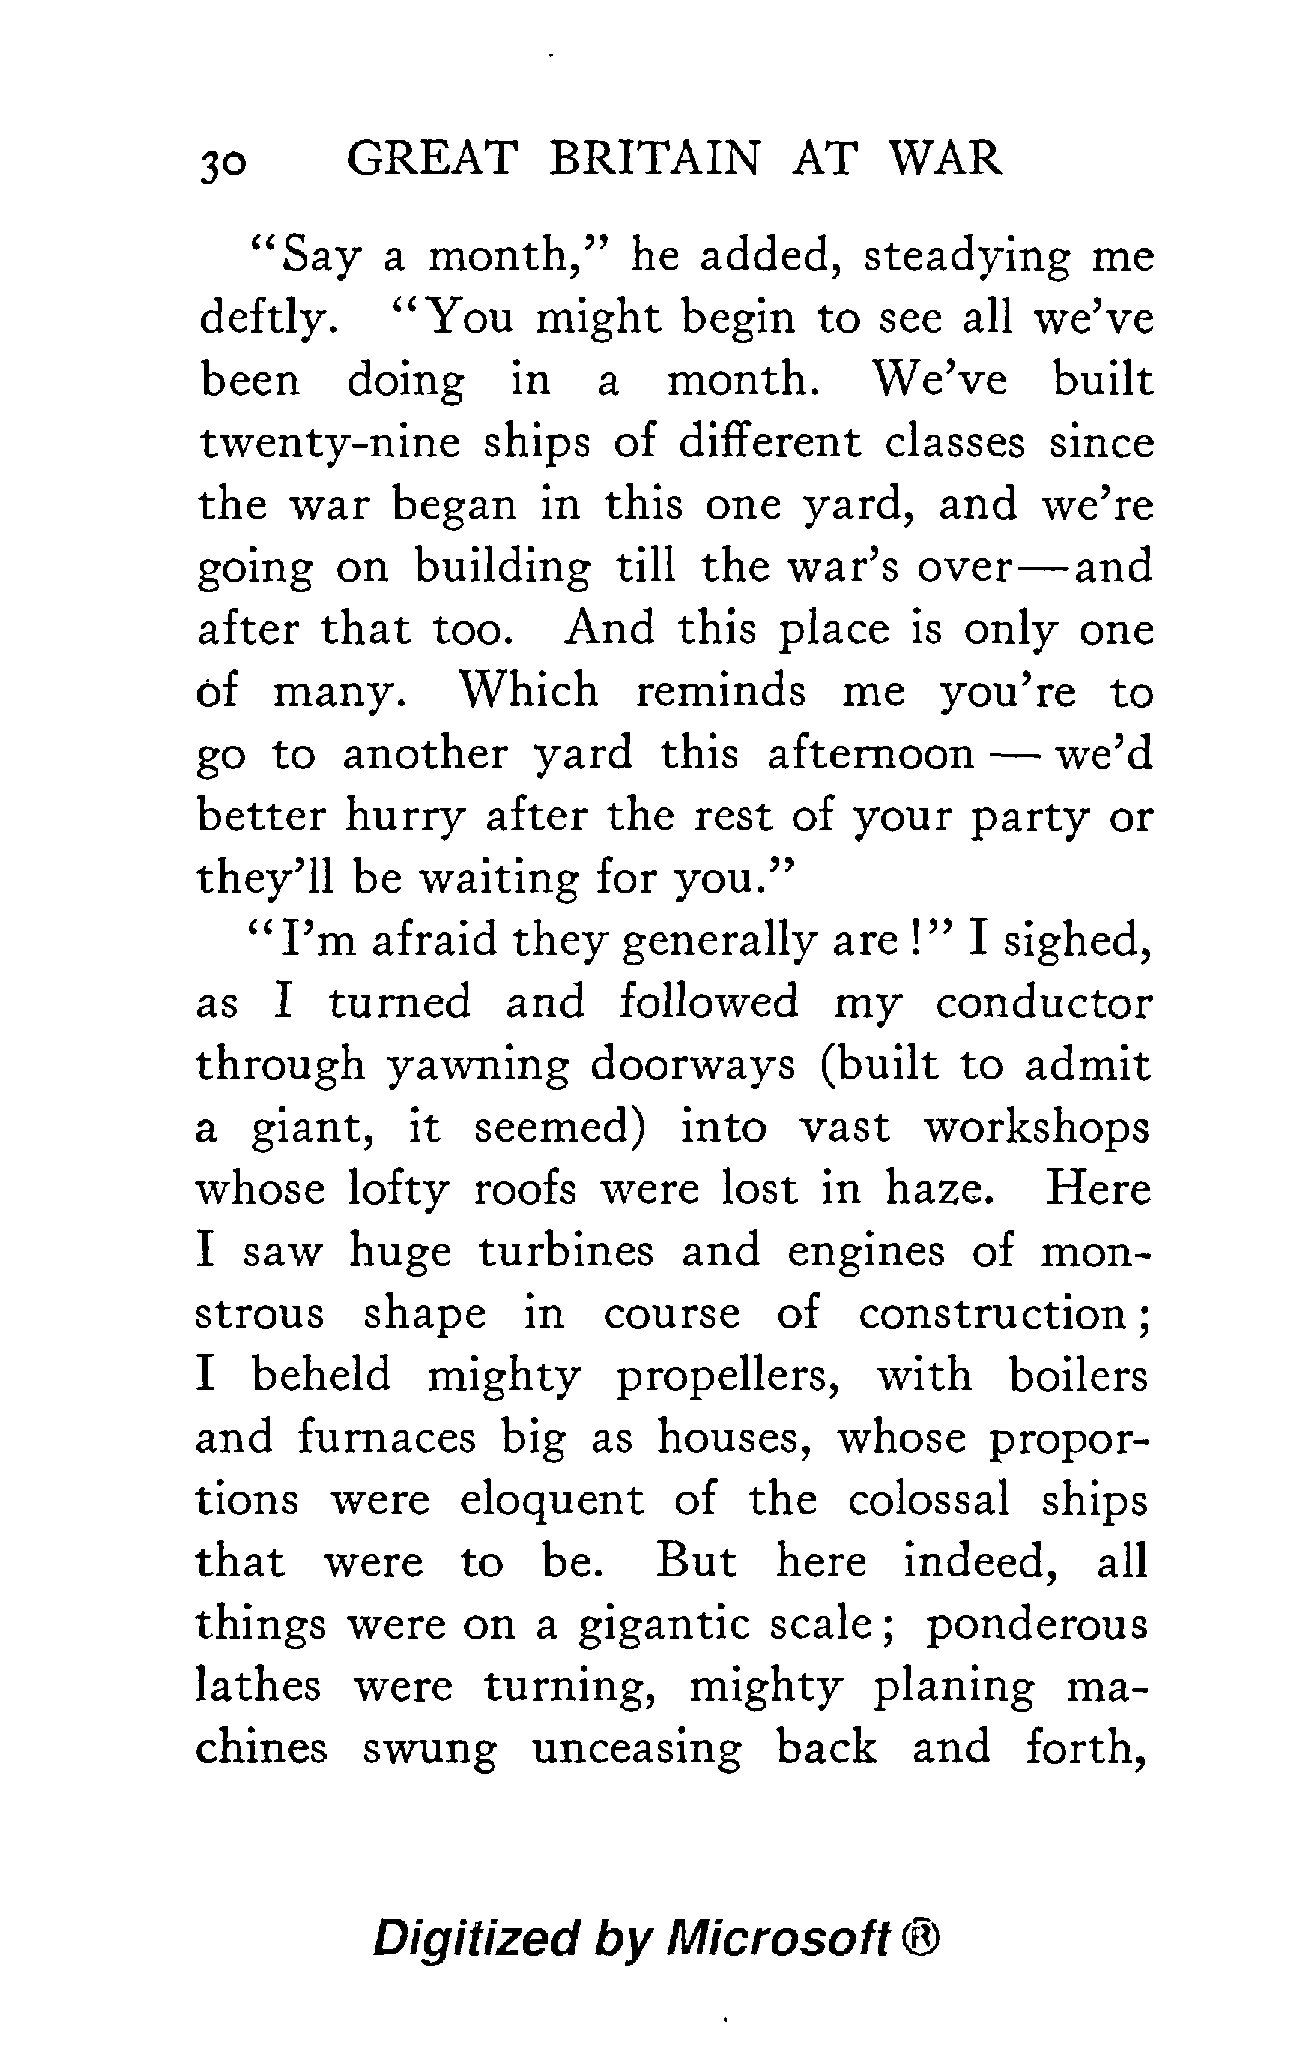 30 GREAT BRITAIN AT WAR
"Say a month," he added, steadying me
deftly. "You might begin to see all we've
been doing in a month. We've built
twenty-nine ships of different classes since
the war began in this one yard, and we're
going on building till the war's over—and
after that too. And this place is only one
of many. Which reminds me you're to
go to another yard this afternoon — we'd
better hurry after the rest of your party or
they'll be waiting for you."
"I'm afraid they generally are!" I sighed,
as I turned and followed my conductor
through yawning doorways (built to admit
a giant, it seemed) into vast workshops
whose lofty roofs were lost in haze. Here
I saw huge turbines and engines of mon-
strous shape in course of construction;
I beheld mighty propellers, with boilers
and furnaces big as houses, whose propor-
tions were eloquent of the colossal ships
that were to be. But here indeed, all
things were on a gigantic scale; ponderous
lathes were turning, mighty planing ma-
chines swung unceasing back and forth,
Digitized by Microsoft ®